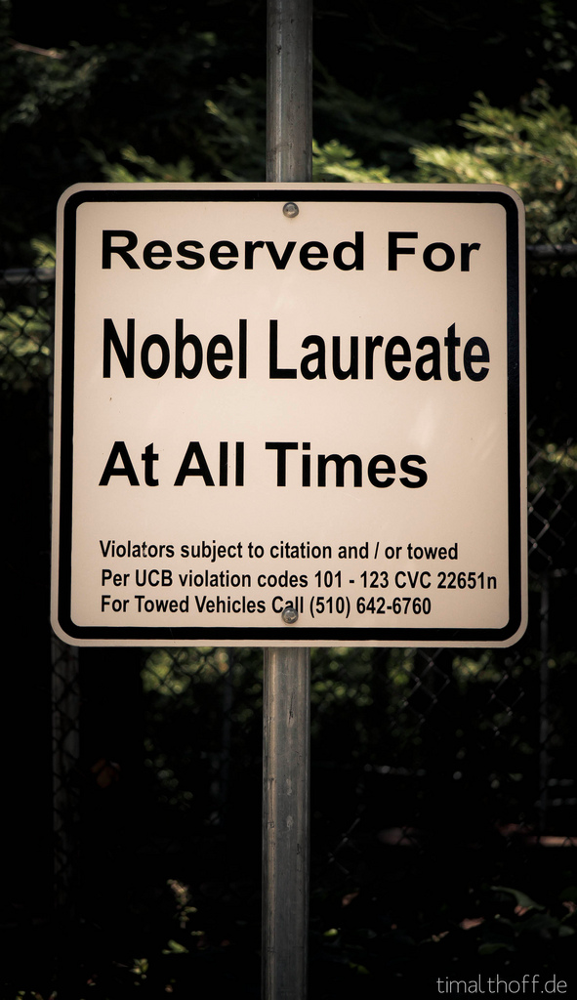 Reserved For
Nobel Laureate
At All Times
Violators subject to citation and / or towed
Per UCB violation codes 101 - 123 CVC 22651n
For Towed Vehicles Call (510) 642-6760
timalthoff.de